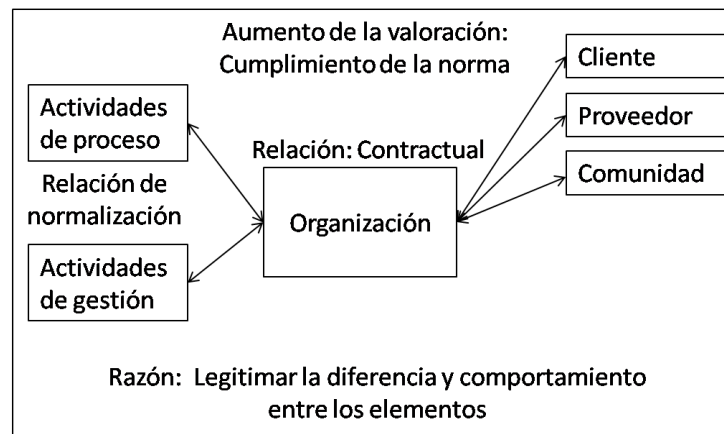 Aumento de la valoración:
Cumplimiento de la norma
Cliente
Proveedor
Comunidad
Actividades
de proceso
Relación de
normalización
Actividades
de gestión
Relación: Contractual
Organización
Razón: Legitimar la diferencia y comportamiento
entre los elementos